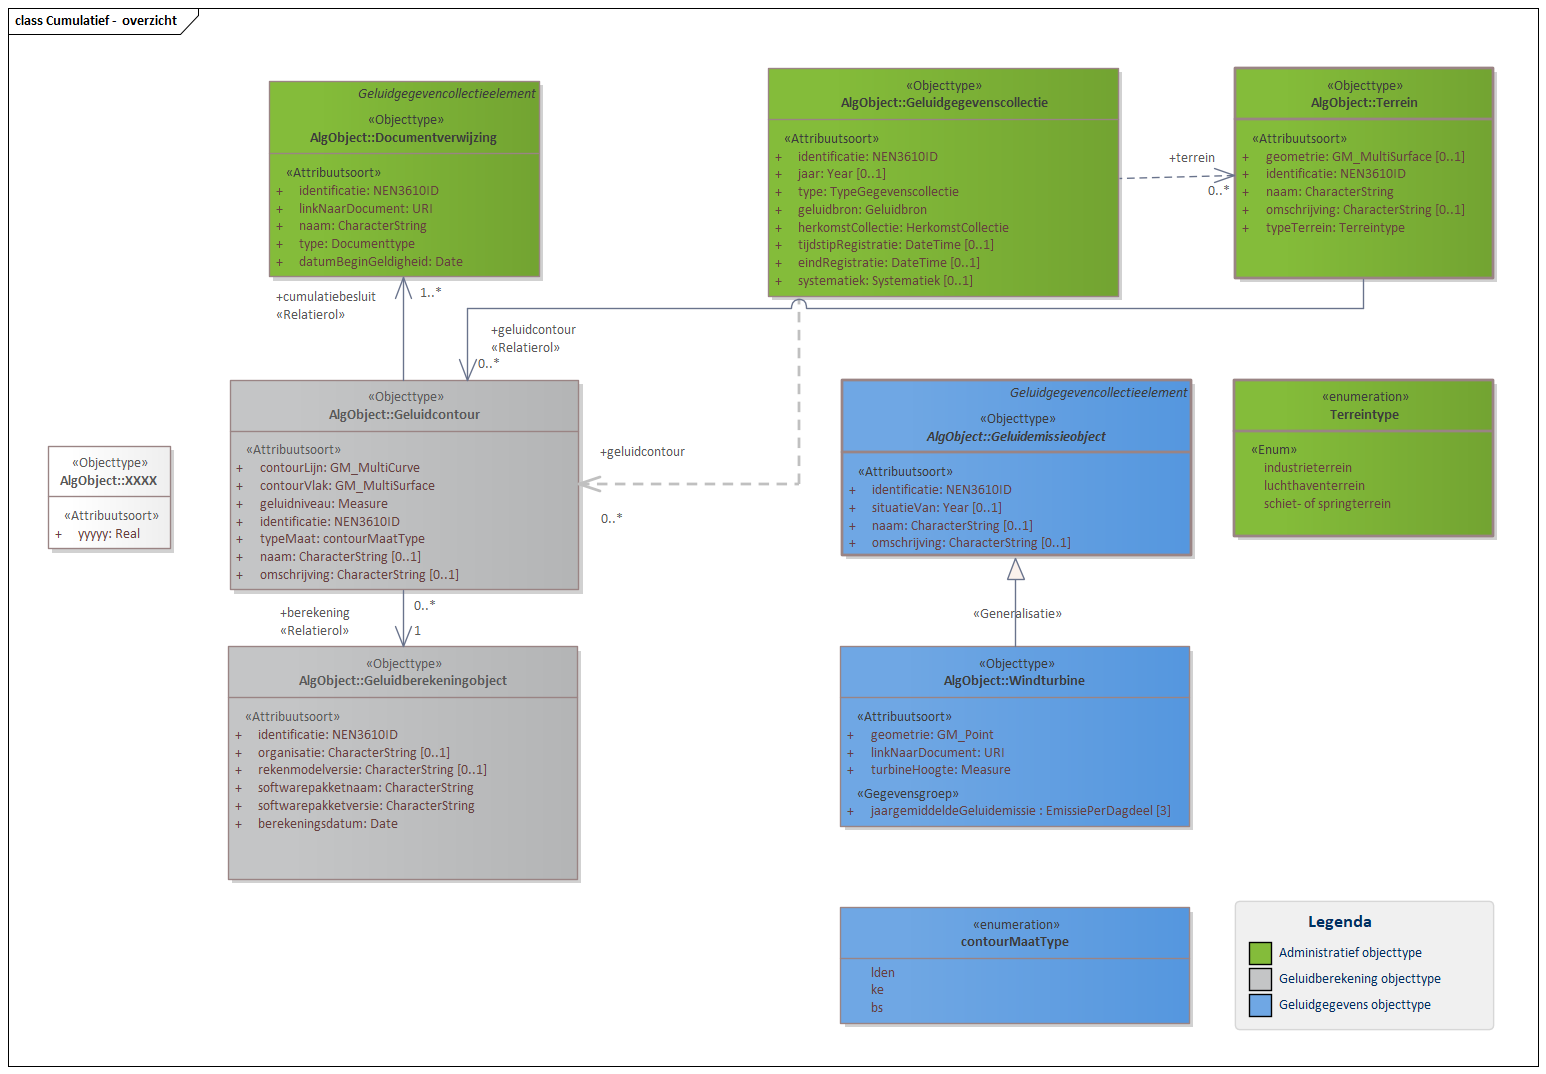 class Cumulatief -  overzicht
Geluidgegevencollectieelement
«Objecttype»
AlgObject::Documentverwijzing
«Attribuutsoort»
+ identificatie: NEN3610ID
+ linkNaarDocument: URI
+ naam: CharacterString
+ type: Documenttype
+ datumBeginGeldigheid: Date
«Objecttype»
AlgObject::Geluidgegevenscollectie
«Attribuutsoort»
+ identificatie: NEN3610ID
+ jaar: Year [0..1]
+ type: TypeGegevenscollectie
+ geluidbron: Geluidbron
+ herkomstCollectie: HerkomstCollectie
+ tijdstipRegistratie: DateTime [0..1]
+ eindRegistratie: DateTime [0..1]
+ systematiek: Systematiek [0..1]
+terrein
0..*
«Objecttype»
AlgObject::Terrein
«Attribuutsoort»
+ geometrie: GM_MultiSurface [0..1]
+ identificatie: NEN3610ID
+ naam: CharacterString
+ omschrijving: CharacterString [0..1]
+ typeTerrein: Terreintype
+cumulatiebesluit
«Relatierol»
1..*
+geluidcontour
«Relatierol»
0..*
«Objecttype»
AlgObject::XXXX
«Attribuutsoort»
+ yyyyy: Real
«Objecttype»
AlgObject::Geluidcontour
«Attribuutsoort»
+ contourLijn: GM_MultiCurve
+ contourVlak: GM_MultiSurface
+ geluidniveau: Measure
+ identificatie: NEN3610ID
+ typeMaat: contourMaatType
+ naam: CharacterString [0..1]
+ omschrijving: CharacterString [0..1]
+geluidcontour
0..*
Geluidgegevencollectieelement
«Objecttype»
AlgObject::Geluidemissieobject
«Attribuutsoort»
+ identificatie: NEN3610ID
+ situatieVan: Year [0..1]
+ naam: CharacterString [0..1]
+ omschrijving: CharacterString [0..1]
«enumeration»
Terreintype
«Enum»
industrieterrein
luchthaventerrein
schiet- of springterrein
+berekening
«Relatierol»
0..*
1
«Generalisatie»
«Objecttype»
AlgObject::Geluidberekeningobject
«Attribuutsoort»
+ identificatie: NEN3610ID
+ organisatie: CharacterString [0..1]
+ rekenmodelversie: CharacterString [0..1]
+ softwarepakketnaam: CharacterString
+ softwarepakketversie: CharacterString
+ berekeningsdatum: Date
«Objecttype»
AlgObject::Windturbine
«Attribuutsoort»
+ geometrie: GM_Point
+ linkNaarDocument: URI
+ turbineHoogte: Measure
«Gegevensgroep»
+ jaargemiddeldeGeluidemissie : EmissiePerDagdeel [3]
«enumeration»
contourMaatType
lden
ke
bs
Legenda
Administratief objecttype
Geluidberekening objecttype
Geluidgegevens objecttype